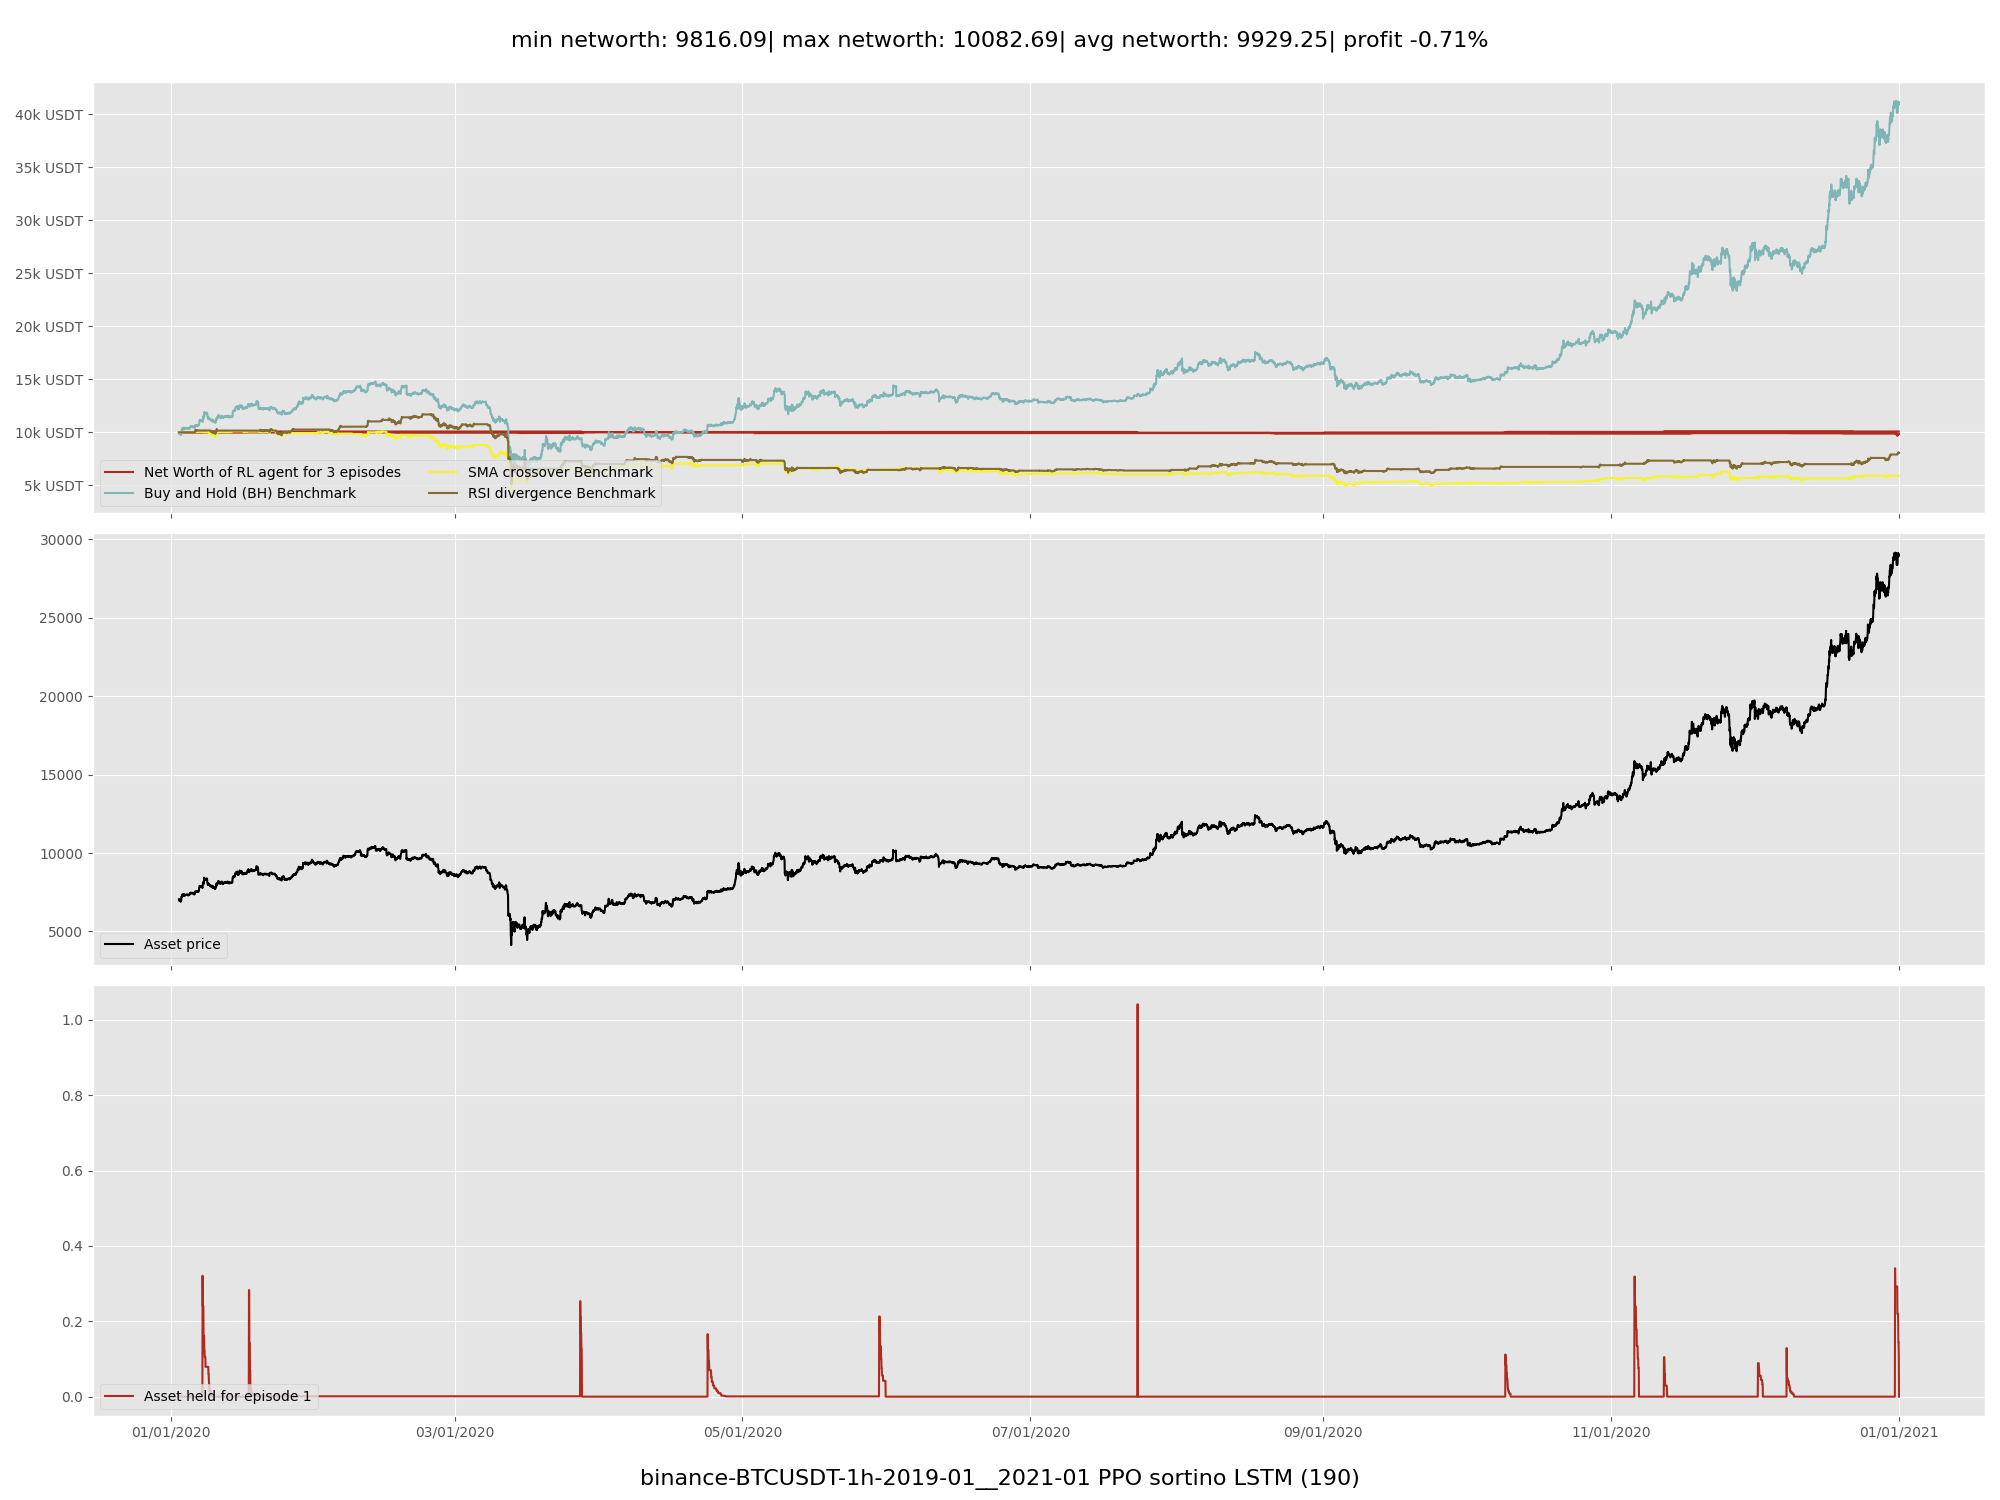 min networth: 9816.09| max networth: 10082.69| avg networth: 9929.25| profit -0.71%
40k USDT
35k USDT
30k USDT
25k USDT
20k USDT
15k USDT
10k USDT
5k USDT
Net Worth of RL agent for 3 episodes
Buy and Hold (BH) Benchmark
SMA crossover Benchmark
RSI divergence Benchmark
30000
25000
20000
15000
10000
5000
Asset price
1.0
0.8
0.6
0.4
0.2
0.0
Asset held for episode 1
01/01/2020
03/01/2020
05/01/2020
07/01/2020
09/01/2020
11/01/2020
01/01/2021
binance-BTCUSDT-1h-2019-01__2021-01 PPO sortino LSTM (190)